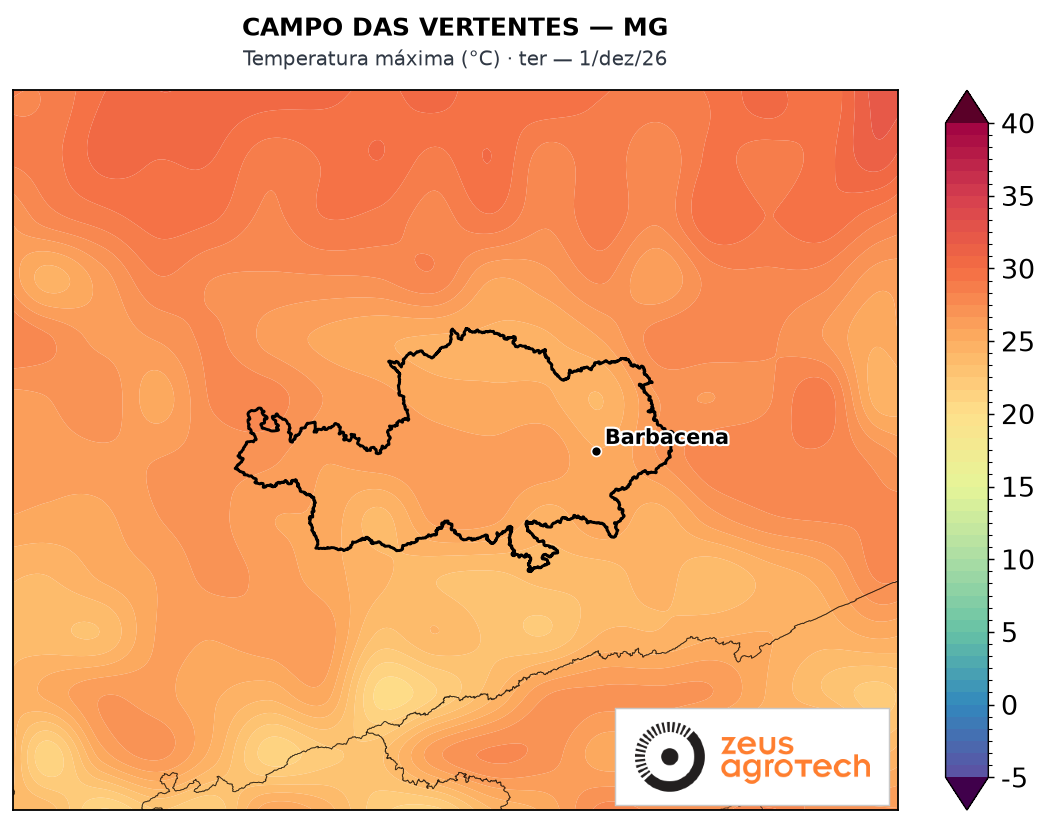 CAMPO DAS VERTENTES — MG
Temperatura máxima (°C) · ter — 1/dez/26
40
35
30
25
20
15
10
5
0
-5
Barbacena
zeus
agrotech